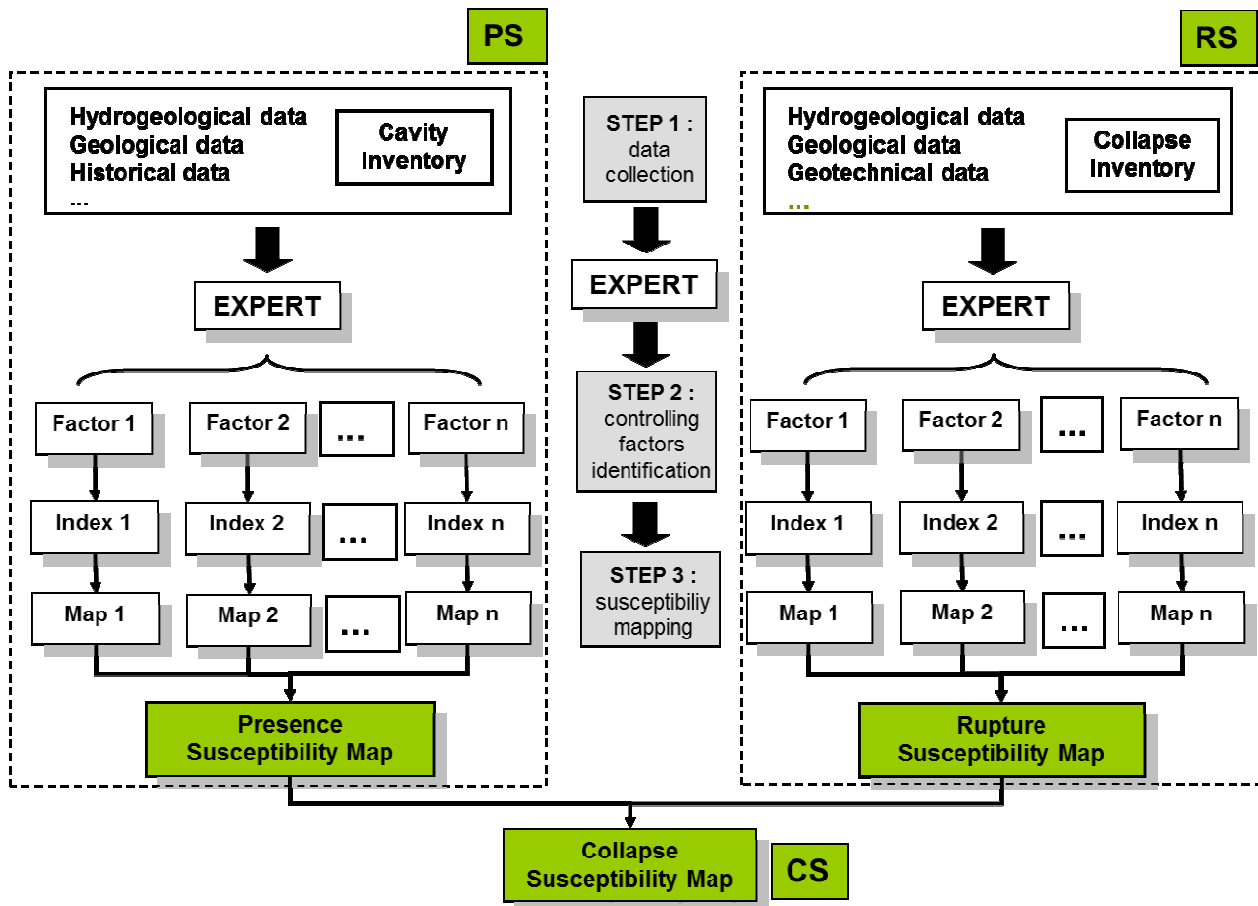 PS
Hydrogeological data
Geological data
Historical data
...
Cavity
Inventory
EXPERT
Factor 1
Factor 2
...
Factor n
Index 1
Index 2
...
Index n
Map 1
Map 2
...
Map n
Presence
Susceptibility Map
STEP 1 :
data
collection
EXPERT
STEP 2 :
controlling
factors
identification
STEP 3 :
susceptibiliy
mapping
RS
Hydrogeological data
Geological data
Geotechnical data
...
Collapse
Inventory
EXPERT
Factor 1
Factor 2
...
Factor n
Index 1
Index 2
...
Index n
Map 1
Map 2
...
Map n
Rupture
Susceptibility Map
Collapse
Susceptibility Map
CS